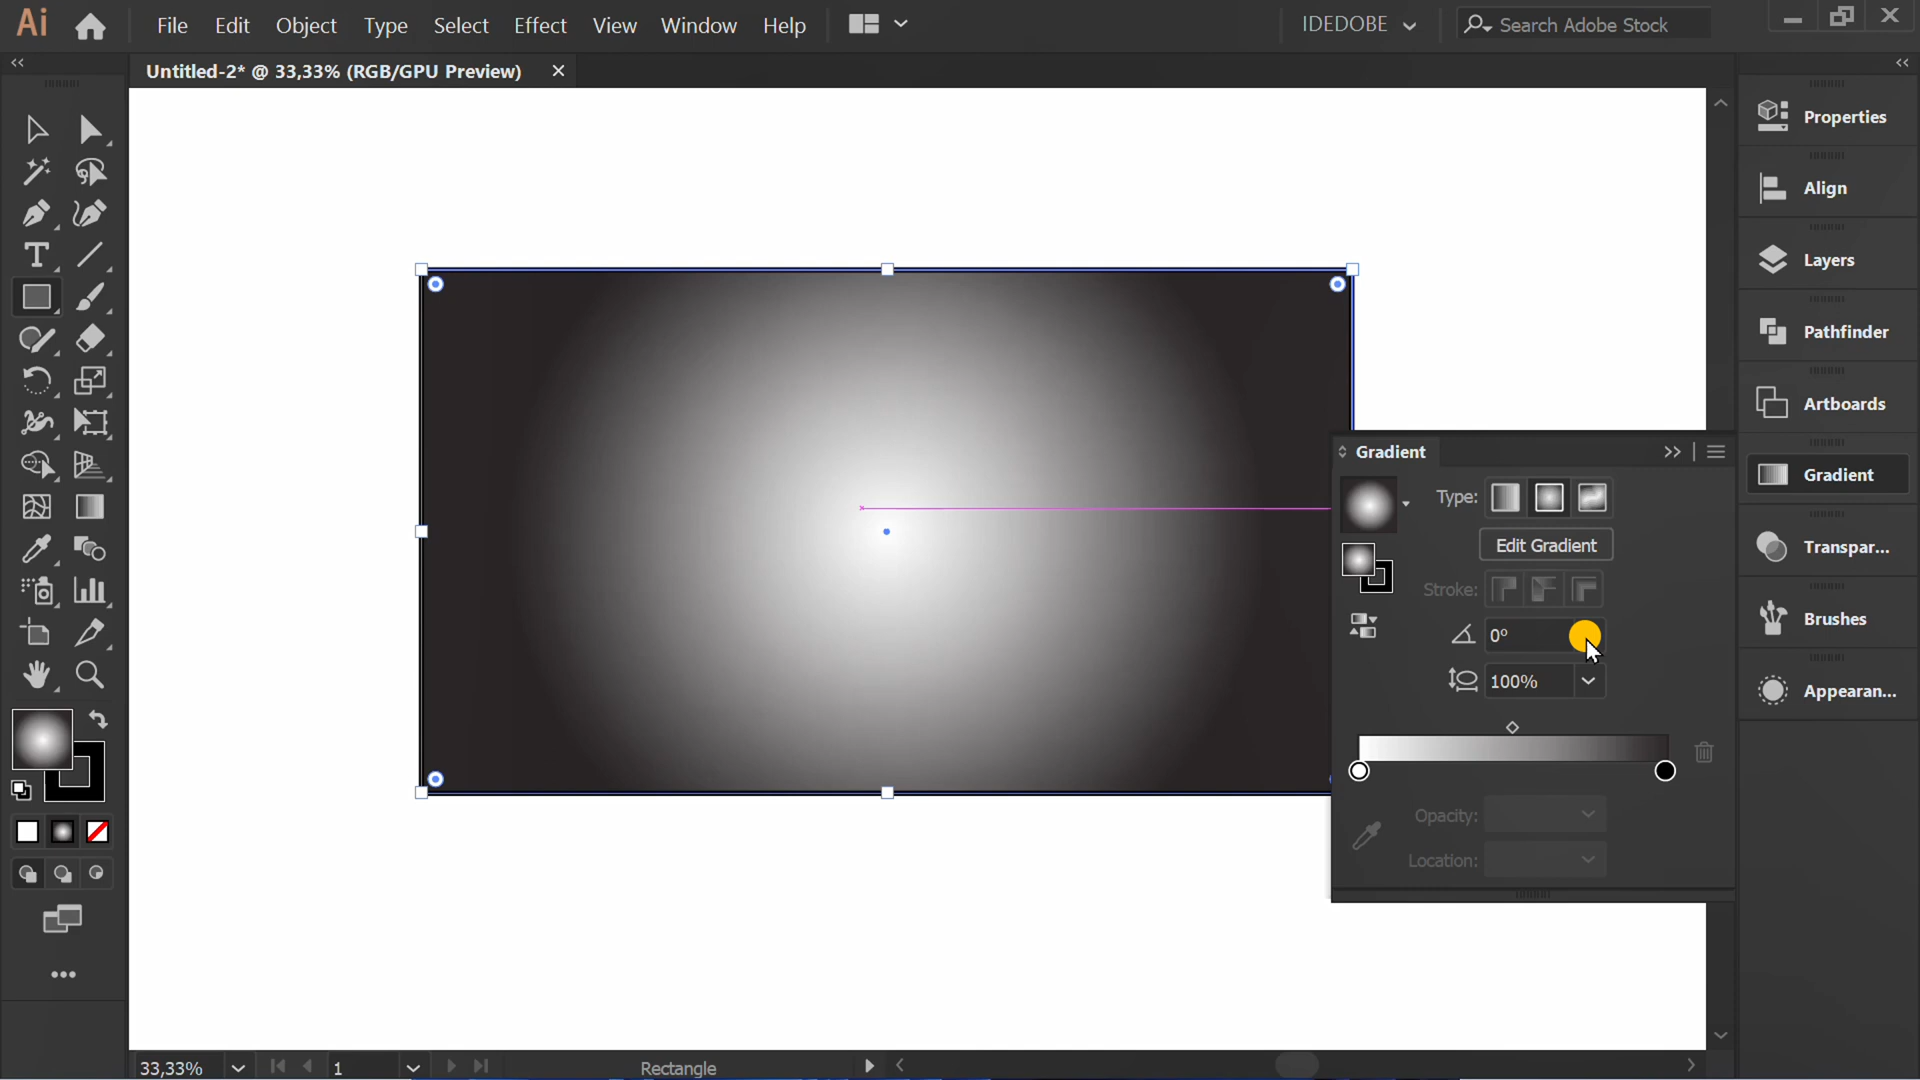 Ai File Edit Object Type Select Effect View Window Help IDEDOBE Search Adobe Stock
Untitled-2* @ 33,33% (RGB/GPU Preview)
Properties
Align
Layers
Pathfinder
Artboards
Gradient
Transpar...
Brushes
Appearan...
Gradient
Type:
Edit Gradient
Stroke:
0°
100%
Opacity:
Location:
33,33% 1 Rectangle